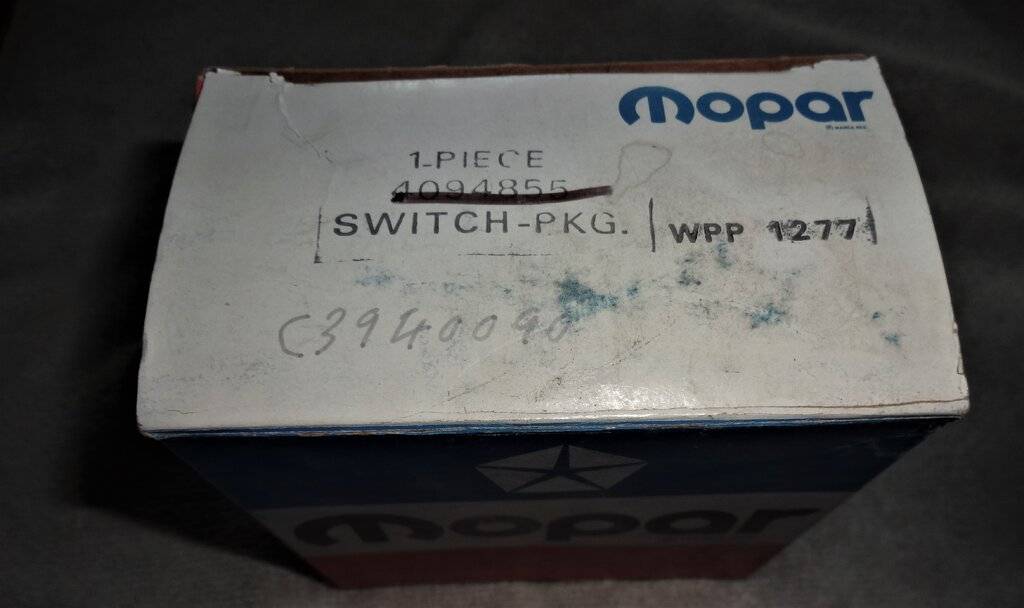 mopar
1-PIECE
4094855
SWITCH-PKG. WPP 1277
C3940090
mopar